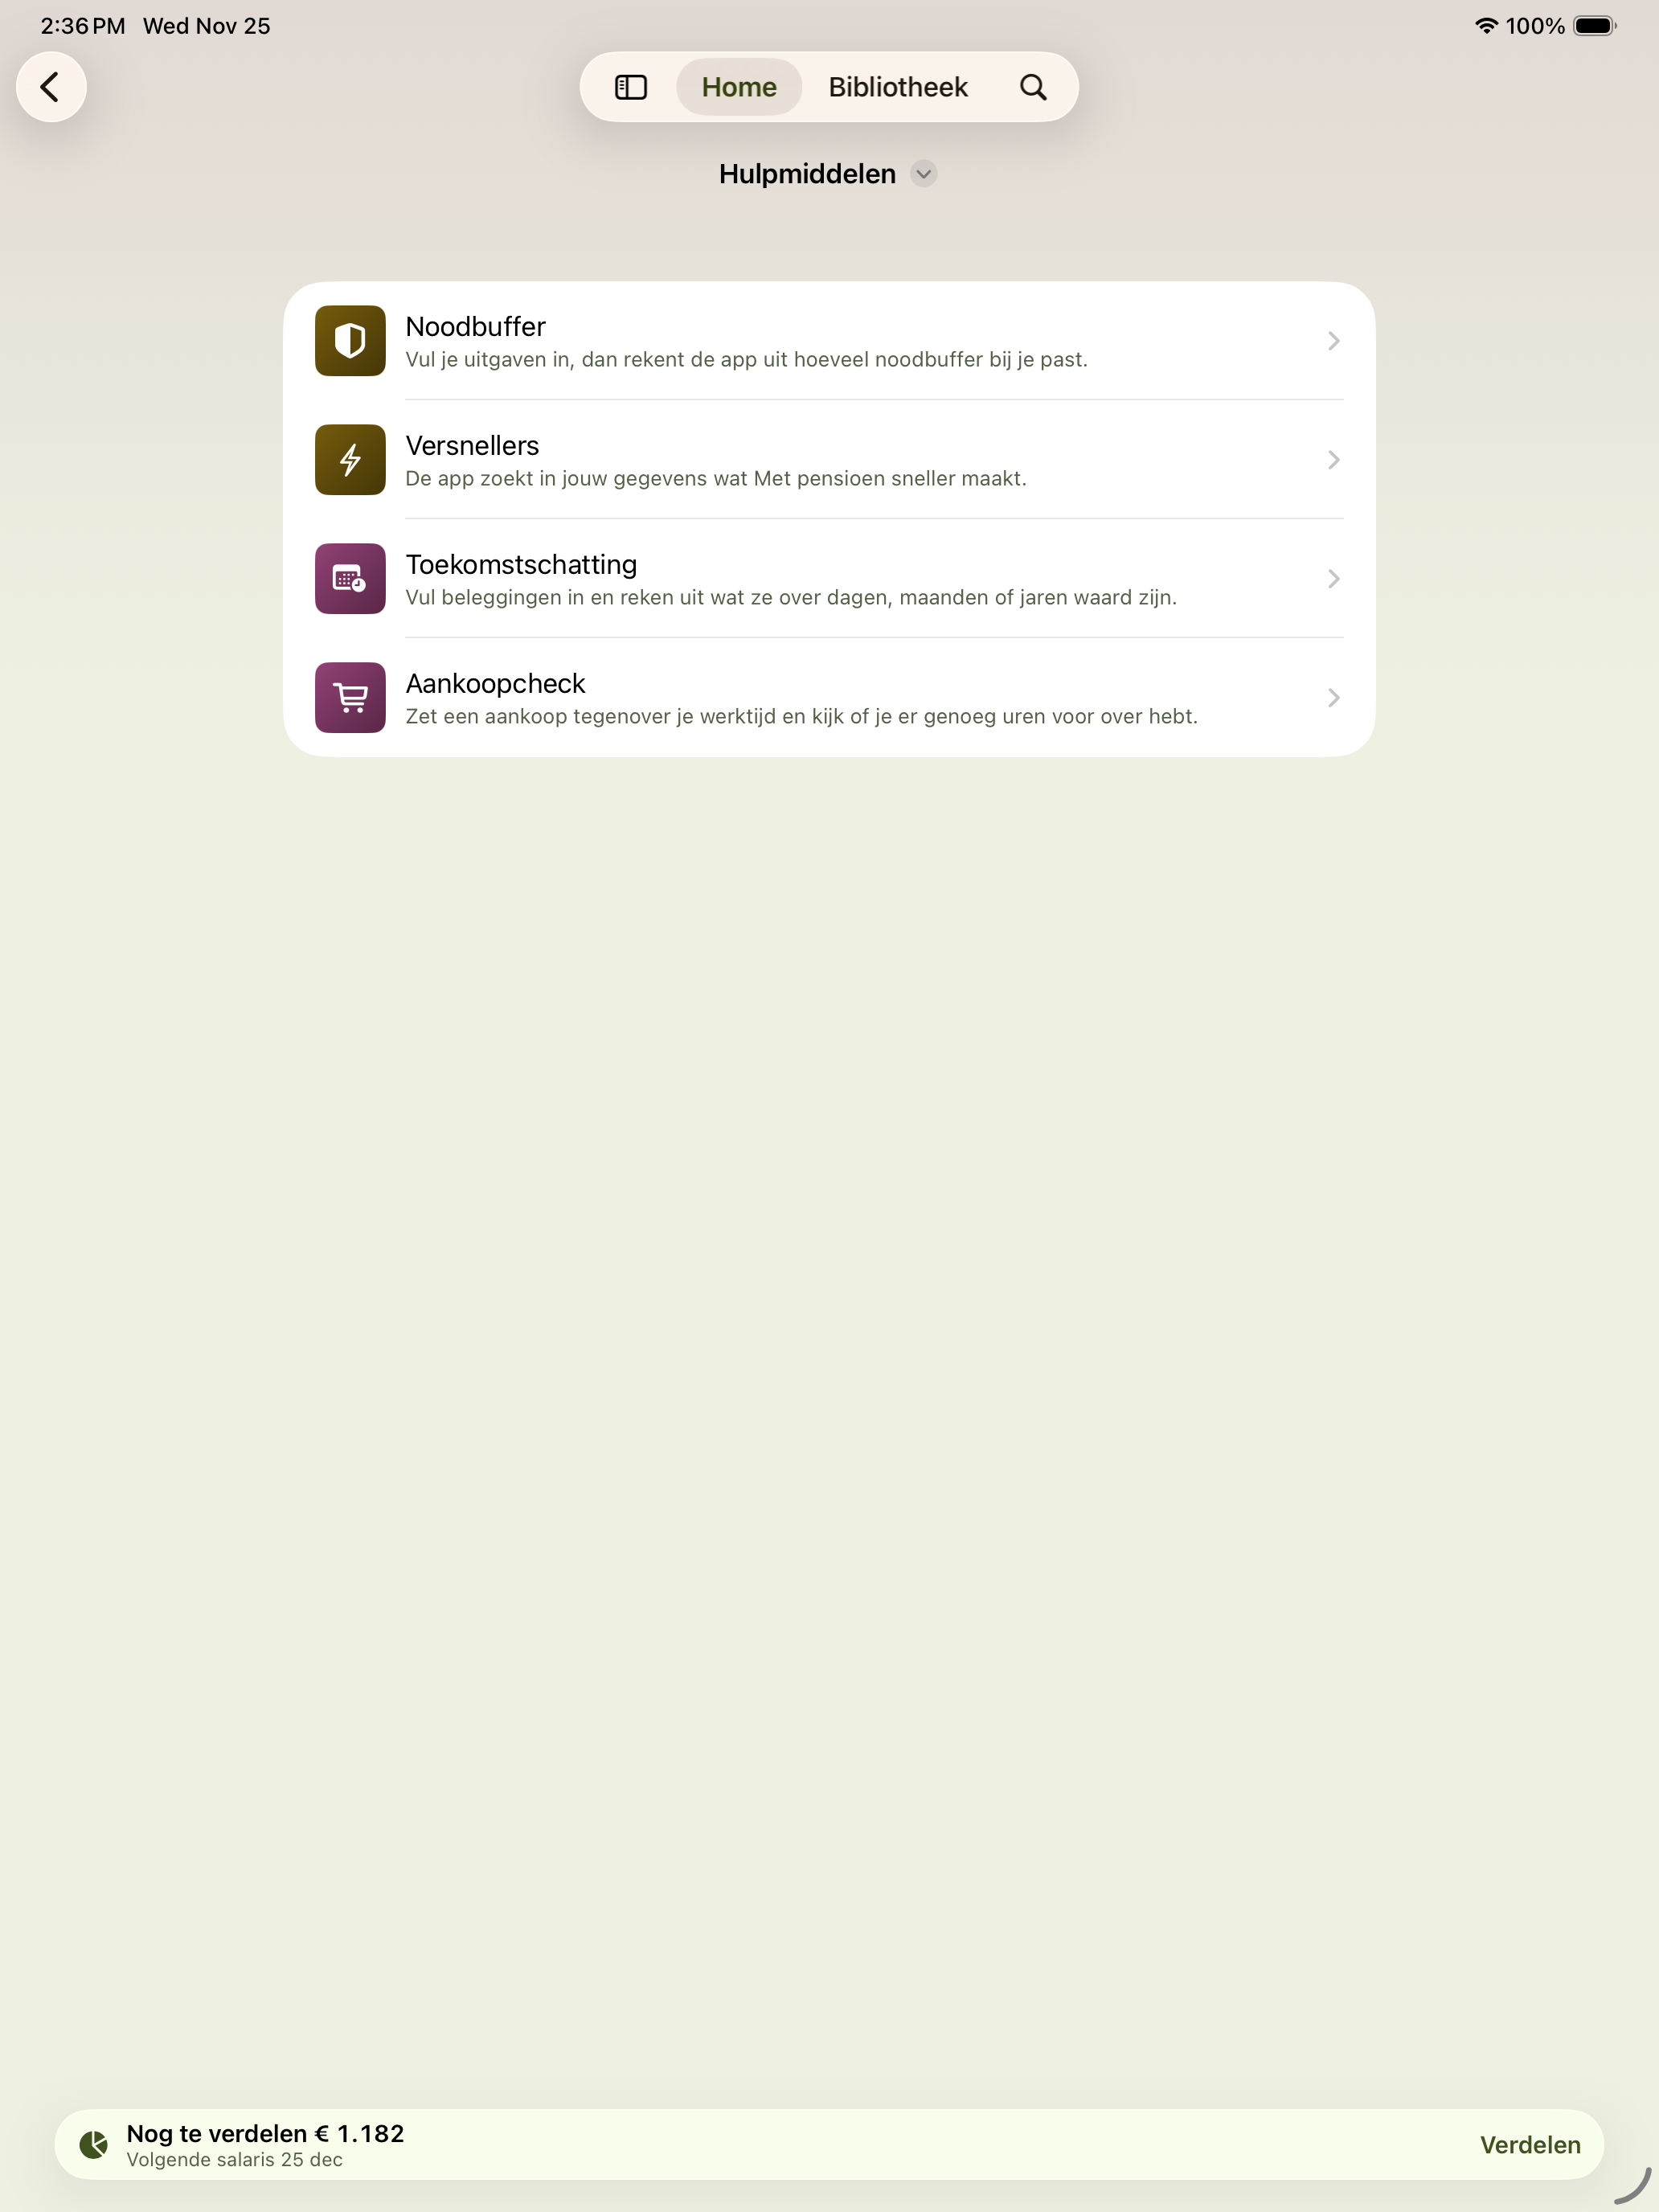 2:36 PM Wed Nov 25
100%
Home
Bibliotheek
Hulpmiddelen
Noodbuffer
Vul je uitgaven in, dan rekent de app uit hoeveel noodbuffer bij je past.
Versnellers
De app zoekt in jouw gegevens wat Met pensioen sneller maakt.
Toekomstschatting
Vul beleggingen in en reken uit wat ze over dagen, maanden of jaren waard zijn.
Aankoopcheck
Zet een aankoop tegenover je werktijd en kijk of je er genoeg uren voor over hebt.
Nog te verdelen € 1.182
Volgende salaris 25 dec
Verdelen